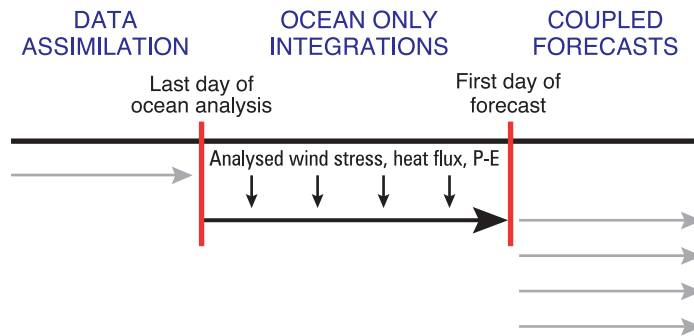 DATA
ASSIMILATION
OCEAN ONLY
INTEGRATIONS
COUPLED
FORECASTS
Last day of
ocean analysis
First day of
forecast
Analysed wind stress, heat flux, P-E